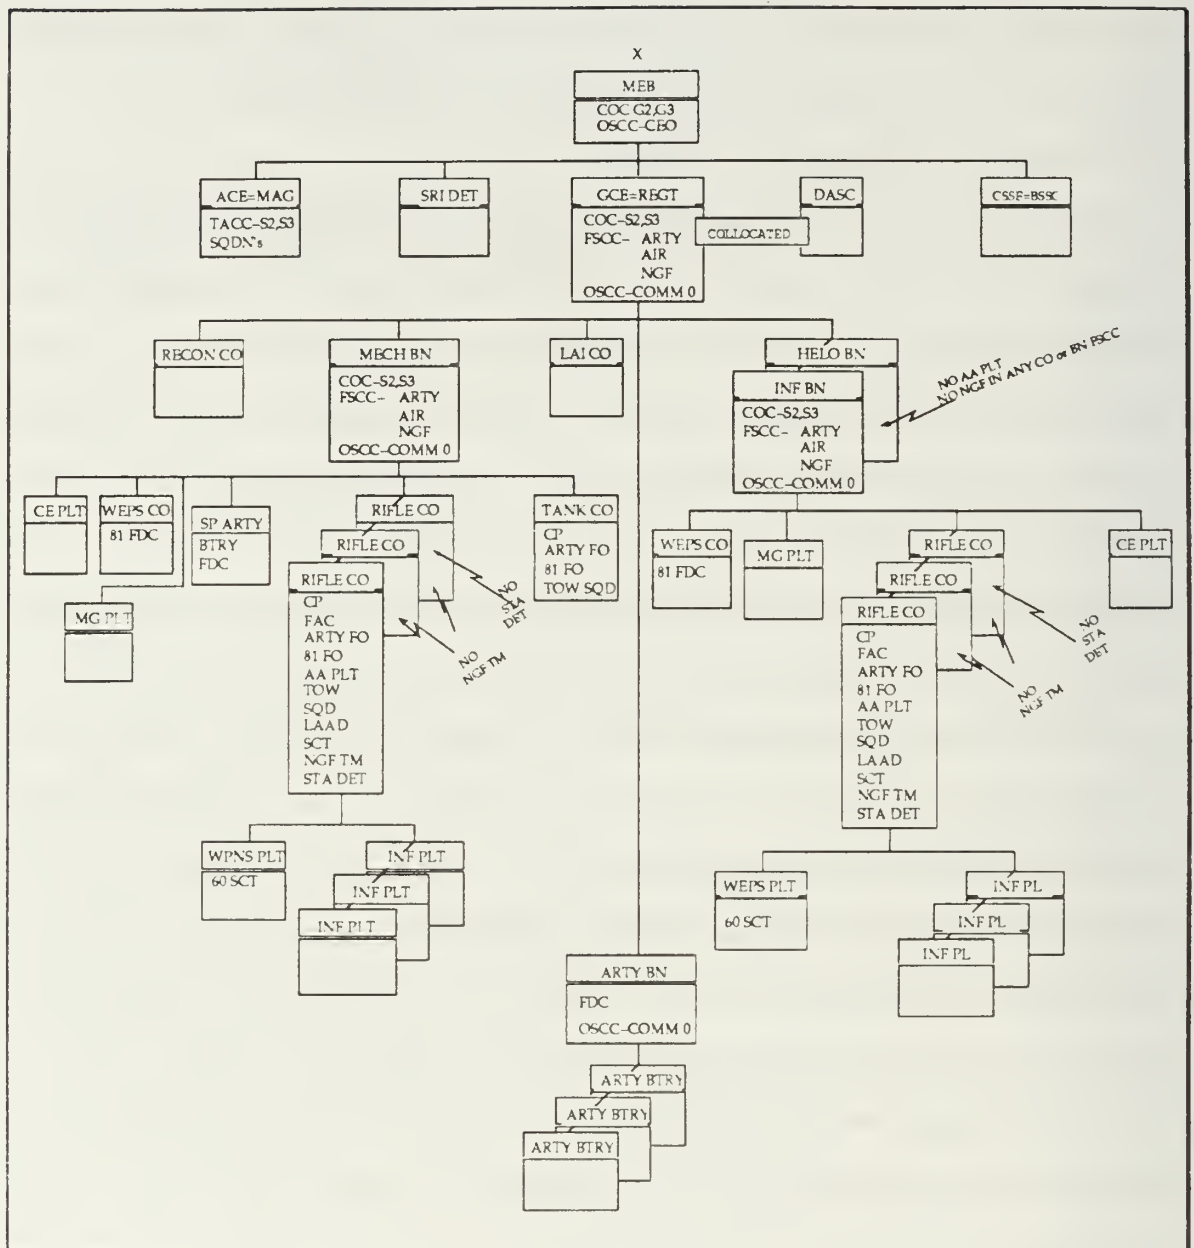 X
MEB
COC G2,G3
OSCC-CEO
ACE=MAG
TACC-S2,S3
SQDN's
SRI DET
GCE=REGT
COC-S2,S3
FSCC- ARTY
AIR
NGF
OSCC-COMM 0
COLLOCATED
DASC
CSSE=BSSG
RECON CO
MECH BN
COC-S2,S3
FSCC- ARTY
AIR
NGF
OSCC-COMM 0
LAI CO
HELO BN
INF BN
COC-S2,S3
FSCC- ARTY
AIR
NGF
OSCC-COMM 0
NO AA PLT
NO NGF IN ANY CO or BN FSCC
CE PLT
WEPS CO
81 FDC
SP ARTY
BTRY
FDC
MG PLT
RIFLE CO
RIFLE CO
RIFLE CO
CP
FAC
ARTY FO
81 FO
AA PLT
TOW
SQD
LAAD
SCT
NGF TM
STA DET
NO
STA
DET
NO
NGF TM
TANK CO
CP
ARTY FO
81 FO
TOW SQD
WEPS CO
81 FDC
MG PLT
RIFLE CO
RIFLE CO
RIFLE CO
CP
FAC
ARTY FO
81 FO
AA PLT
TOW
SQD
LAAD
SCT
NGF TM
STA DET
NO
STA
DET
NO
NGF TM
CE PLT
WPNS PLT
60 SCT
INF PLT
INF PLT
INF PLT
WEPS PLT
60 SCT
INF PL
INF PL
INF PL
ARTY BN
FDC
OSCC-COMM 0
ARTY BTRY
ARTY BTRY
ARTY BTRY